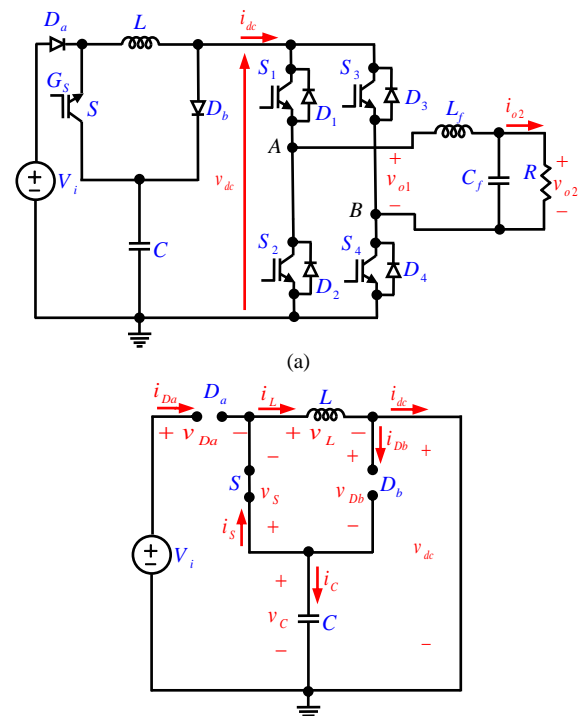 D_a
L
i_dc
G_S
S
D_b
S_1
S_3
D_1
D_3
L_f
i_o2
A
V_i
v_dc
+
v_o1
−
C_f
R
+
v_o2
−
B
C
S_2
S_4
D_2
D_4
(a)
i_Da
D_a
i_L
L
i_dc
+ v_Da −
+ v_L −
i_Db
+
−
+
S
v_S
v_Db
D_b
i_S
+
−
V_i
v_dc
+
i_C
v_C
C
−
−